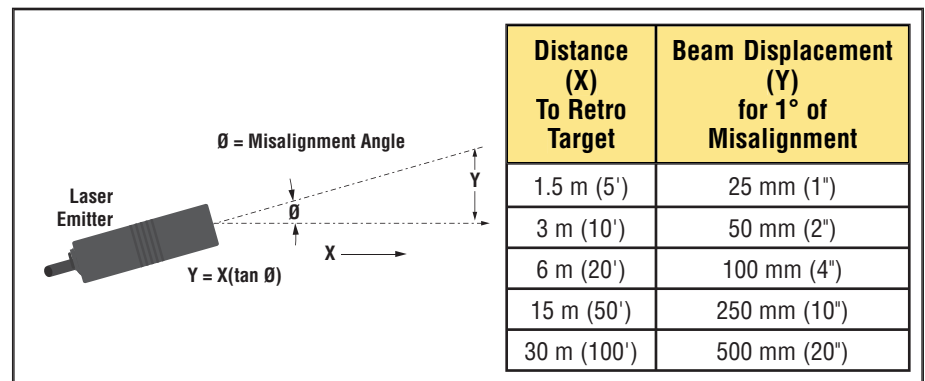 Ø = Misalignment Angle
Laser
Emitter
Ø
Y
X
Y = X(tan Ø)
Distance
(X)
To Retro
Target
Beam Displacement
(Y)
for 1° of
Misalignment
1.5 m (5') 25 mm (1")
3 m (10') 50 mm (2")
6 m (20') 100 mm (4")
15 m (50') 250 mm (10")
30 m (100') 500 mm (20")